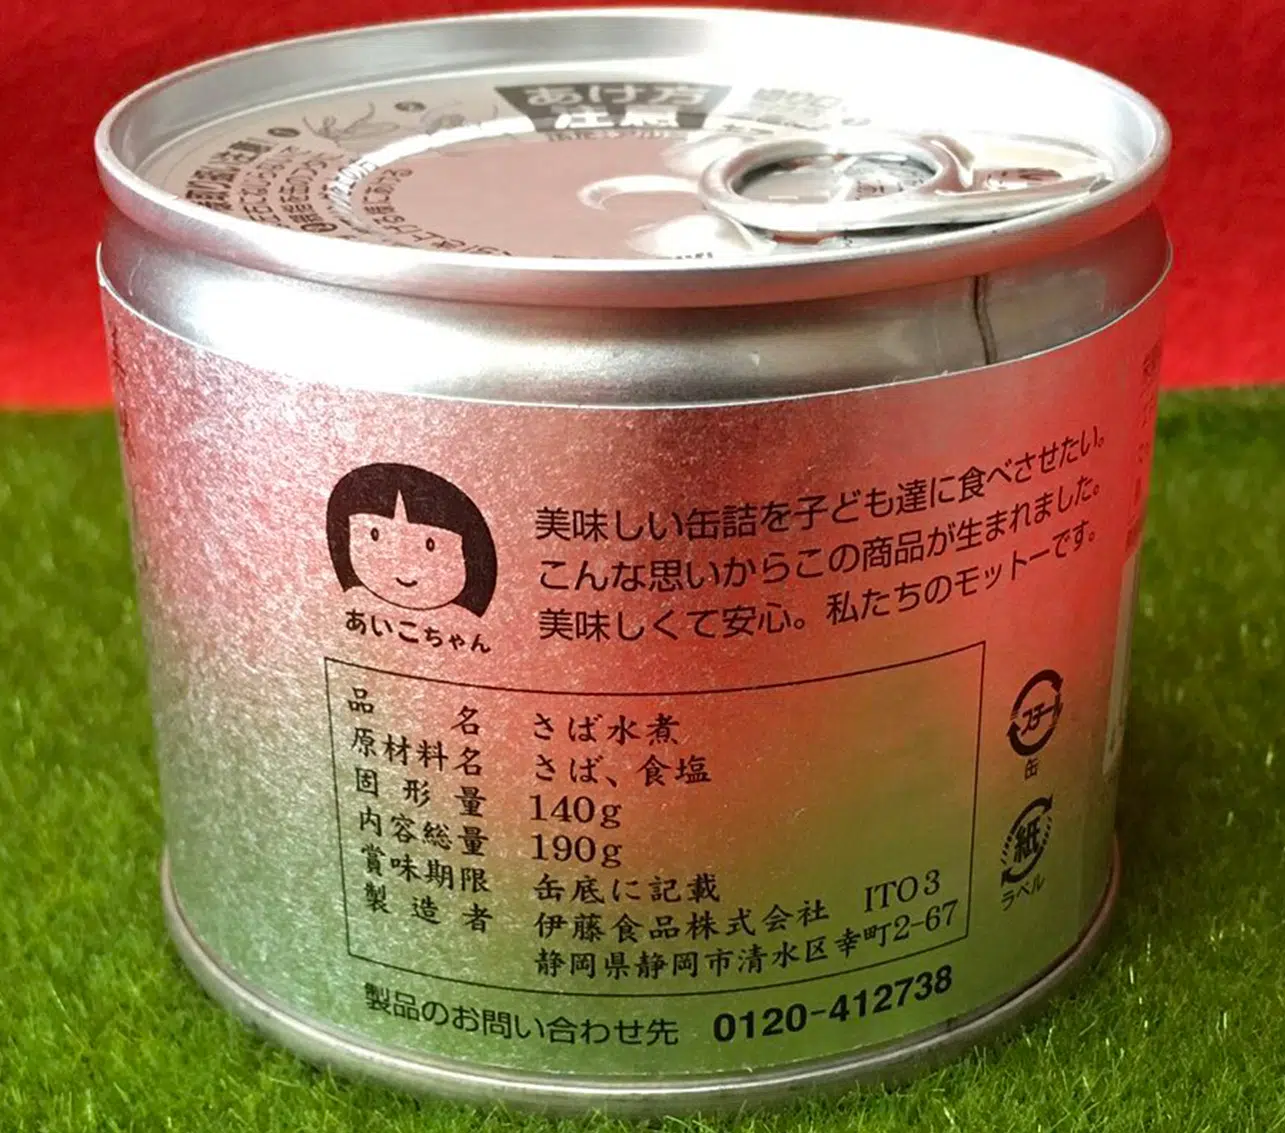 あけ方
注意
あいこちゃん
美味しい缶詰を子ども達に食べさせたい。
こんな思いからこの商品が生まれました。
美味しくて安心。私たちのモットーです。
品名 さば水煮
原材料名 さば、食塩
固形量 140g
内容総量 190g
賞味期限 缶底に記載
製造者 伊藤食品株式会社 ITO3
静岡県静岡市清水区幸町2-67
製品のお問い合わせ先 0120-412738
スチール
缶
紙
ラベル